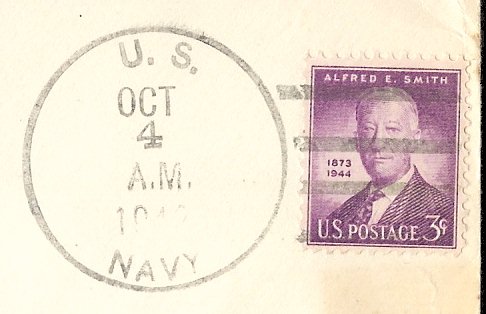 U. S.
OCT
4
A.M.
NAVY
ALFRED E. SMITH
1873
1944
U.S. POSTAGE 3¢